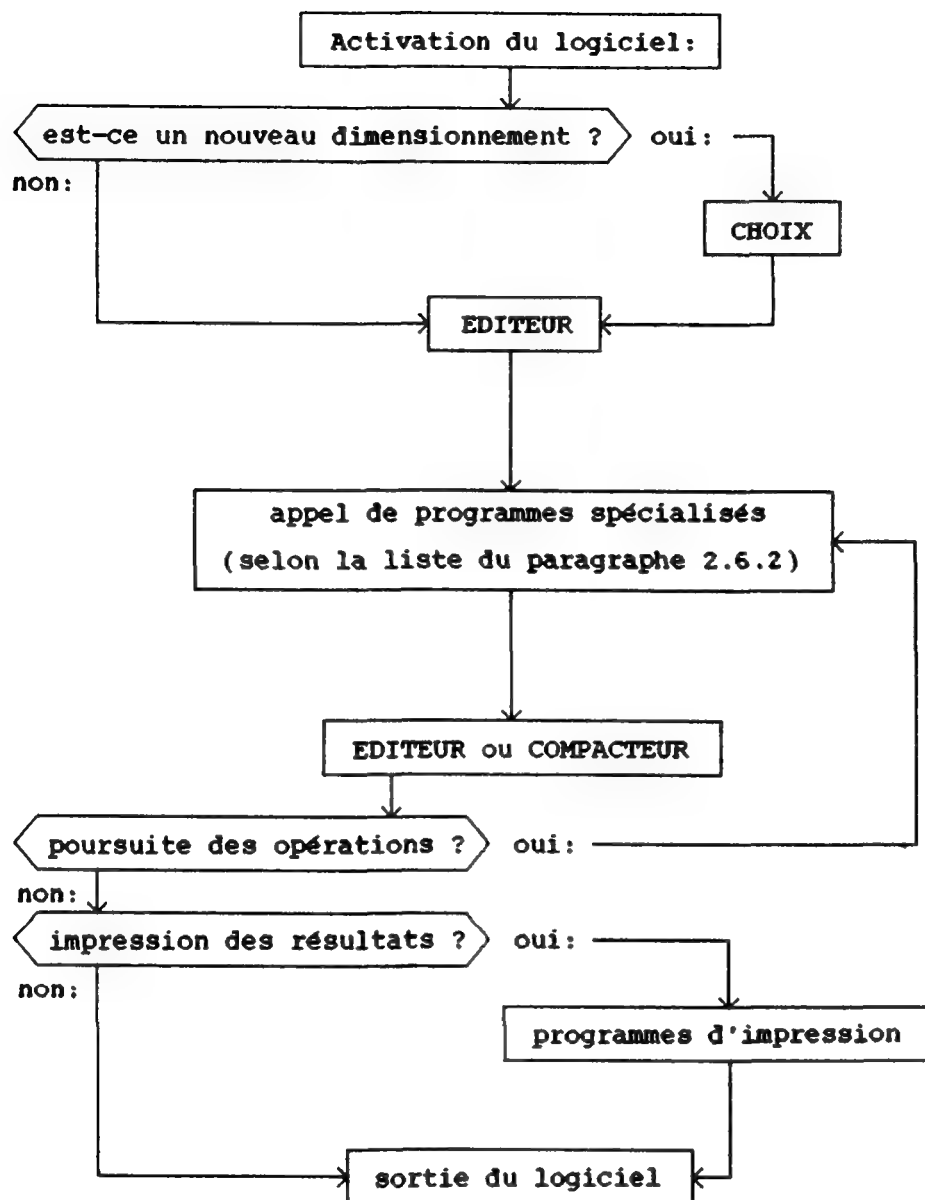 Activation du logiciel:
est-ce un nouveau dimensionnement ? oui:
non:
CHOIX
EDITEUR
appel de programmes spécialisés
(selon la liste du paragraphe 2.6.2)
EDITEUR ou COMPACTEUR
poursuite des opérations ? oui:
non:
impression des résultats ? oui:
non:
programmes d'impression
sortie du logiciel